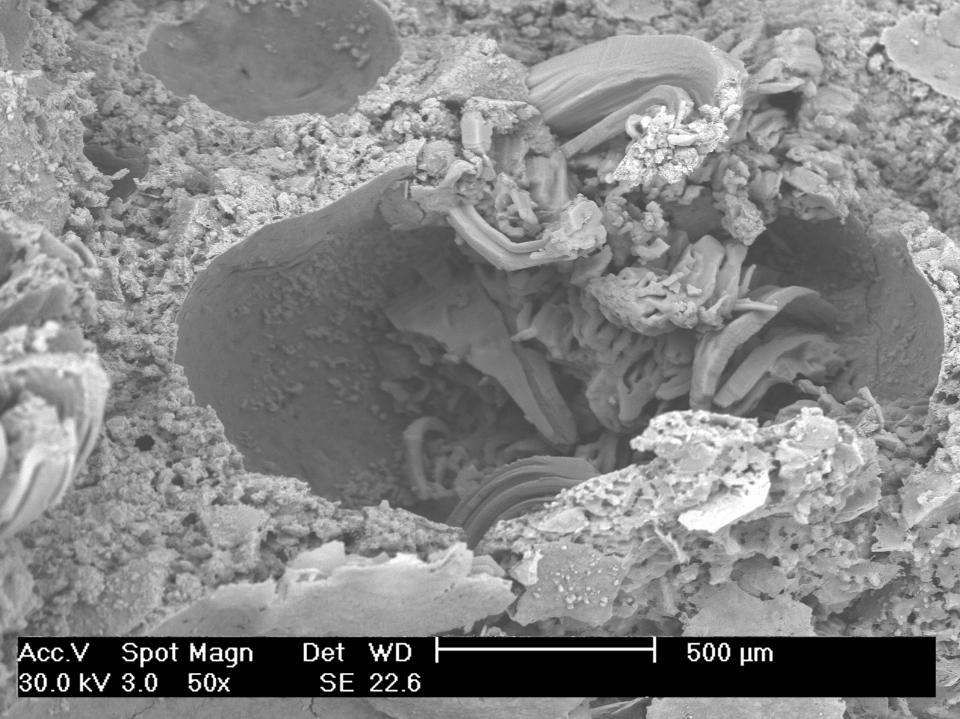 Acc.V Spot Magn Det WD 500 µm
30.0 kV 3.0 50x SE 22.6